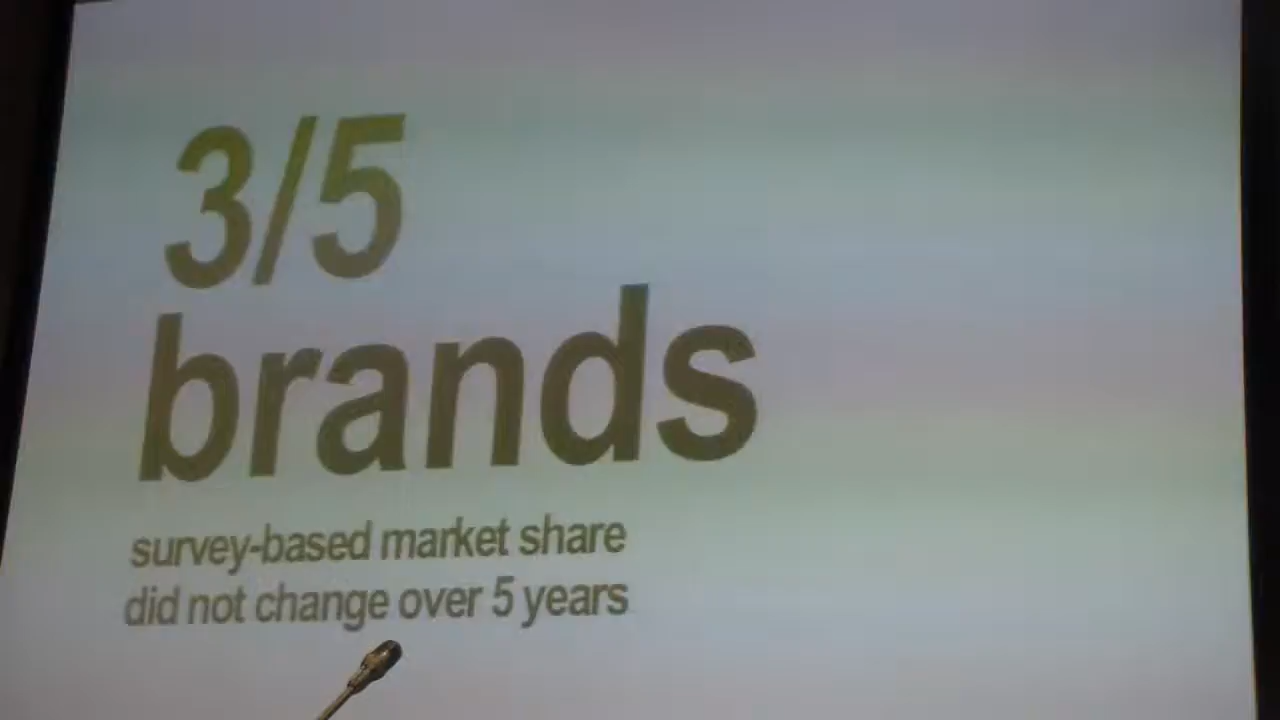 3/5
brands
survey-based market share
did not change over 5 years